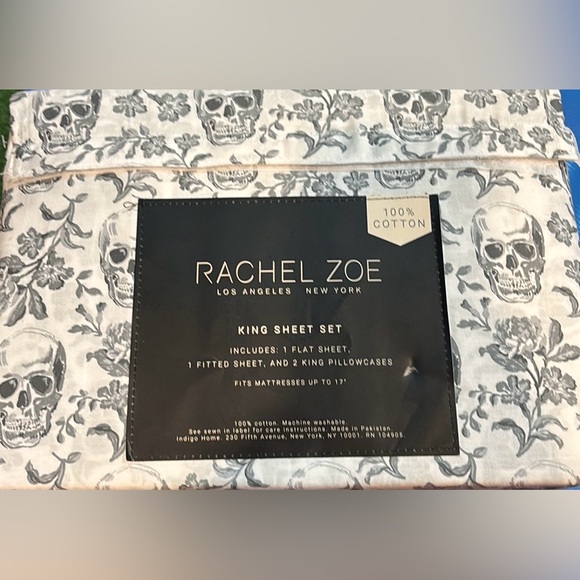 100%
COTTON
RACHEL ZOE
LOS ANGELES NEW YORK
KING SHEET SET
INCLUDES: 1 FLAT SHEET,
1 FITTED SHEET, AND 2 KING PILLOWCASES
FITS MATTRESSES UP TO 17"
100% cotton. Machine washable.
See sewn in label for care instructions. Made in Pakistan.
Indigo Home. 230 Fifth Avenue, New York, NY 10001. RN 104905.